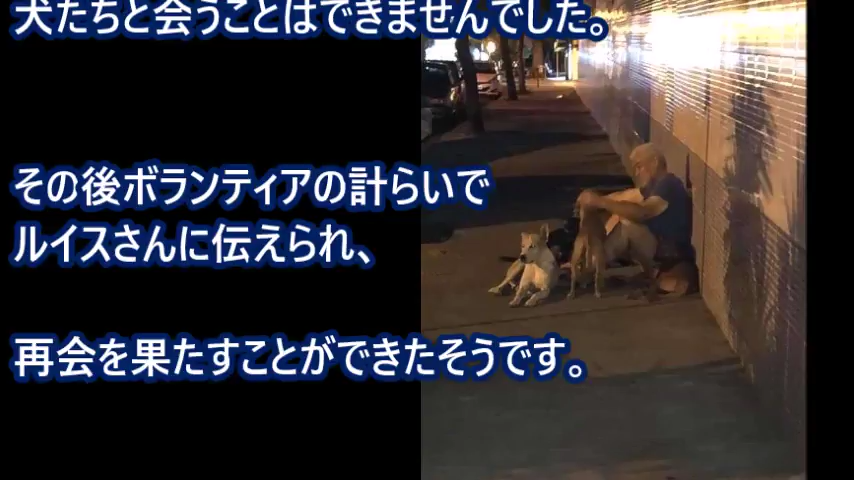 犬たちと会うことはできませんでした。
その後ボランティアの計らいで
ルイスさんに伝えられ、
再会を果たすことができたそうです。